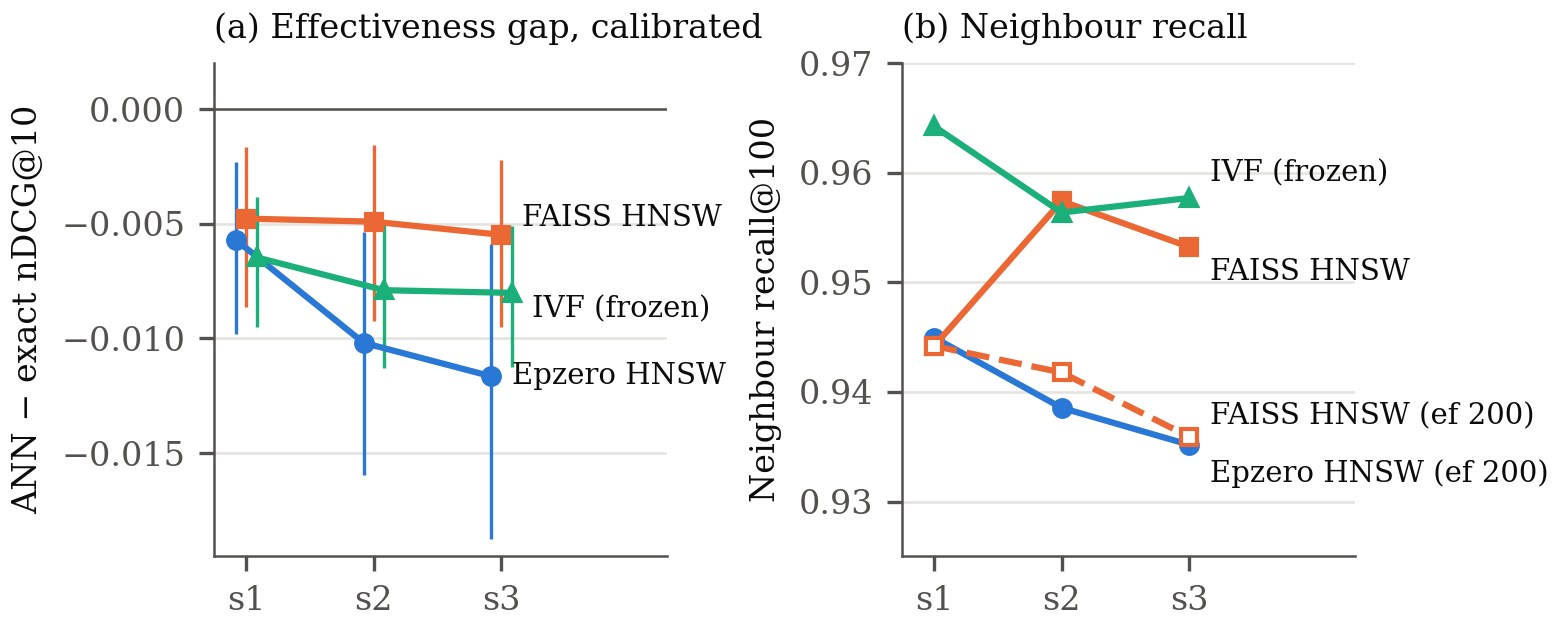 (a) Effectiveness gap, calibrated
ANN − exact nDCG@10
0.000
−0.005
−0.010
−0.015
FAISS HNSW
IVF (frozen)
Epzero HNSW
s1
s2
s3
(b) Neighbour recall
Neighbour recall@100
0.97
0.96
0.95
0.94
0.93
IVF (frozen)
FAISS HNSW
FAISS HNSW (ef 200)
Epzero HNSW (ef 200)
s1
s2
s3